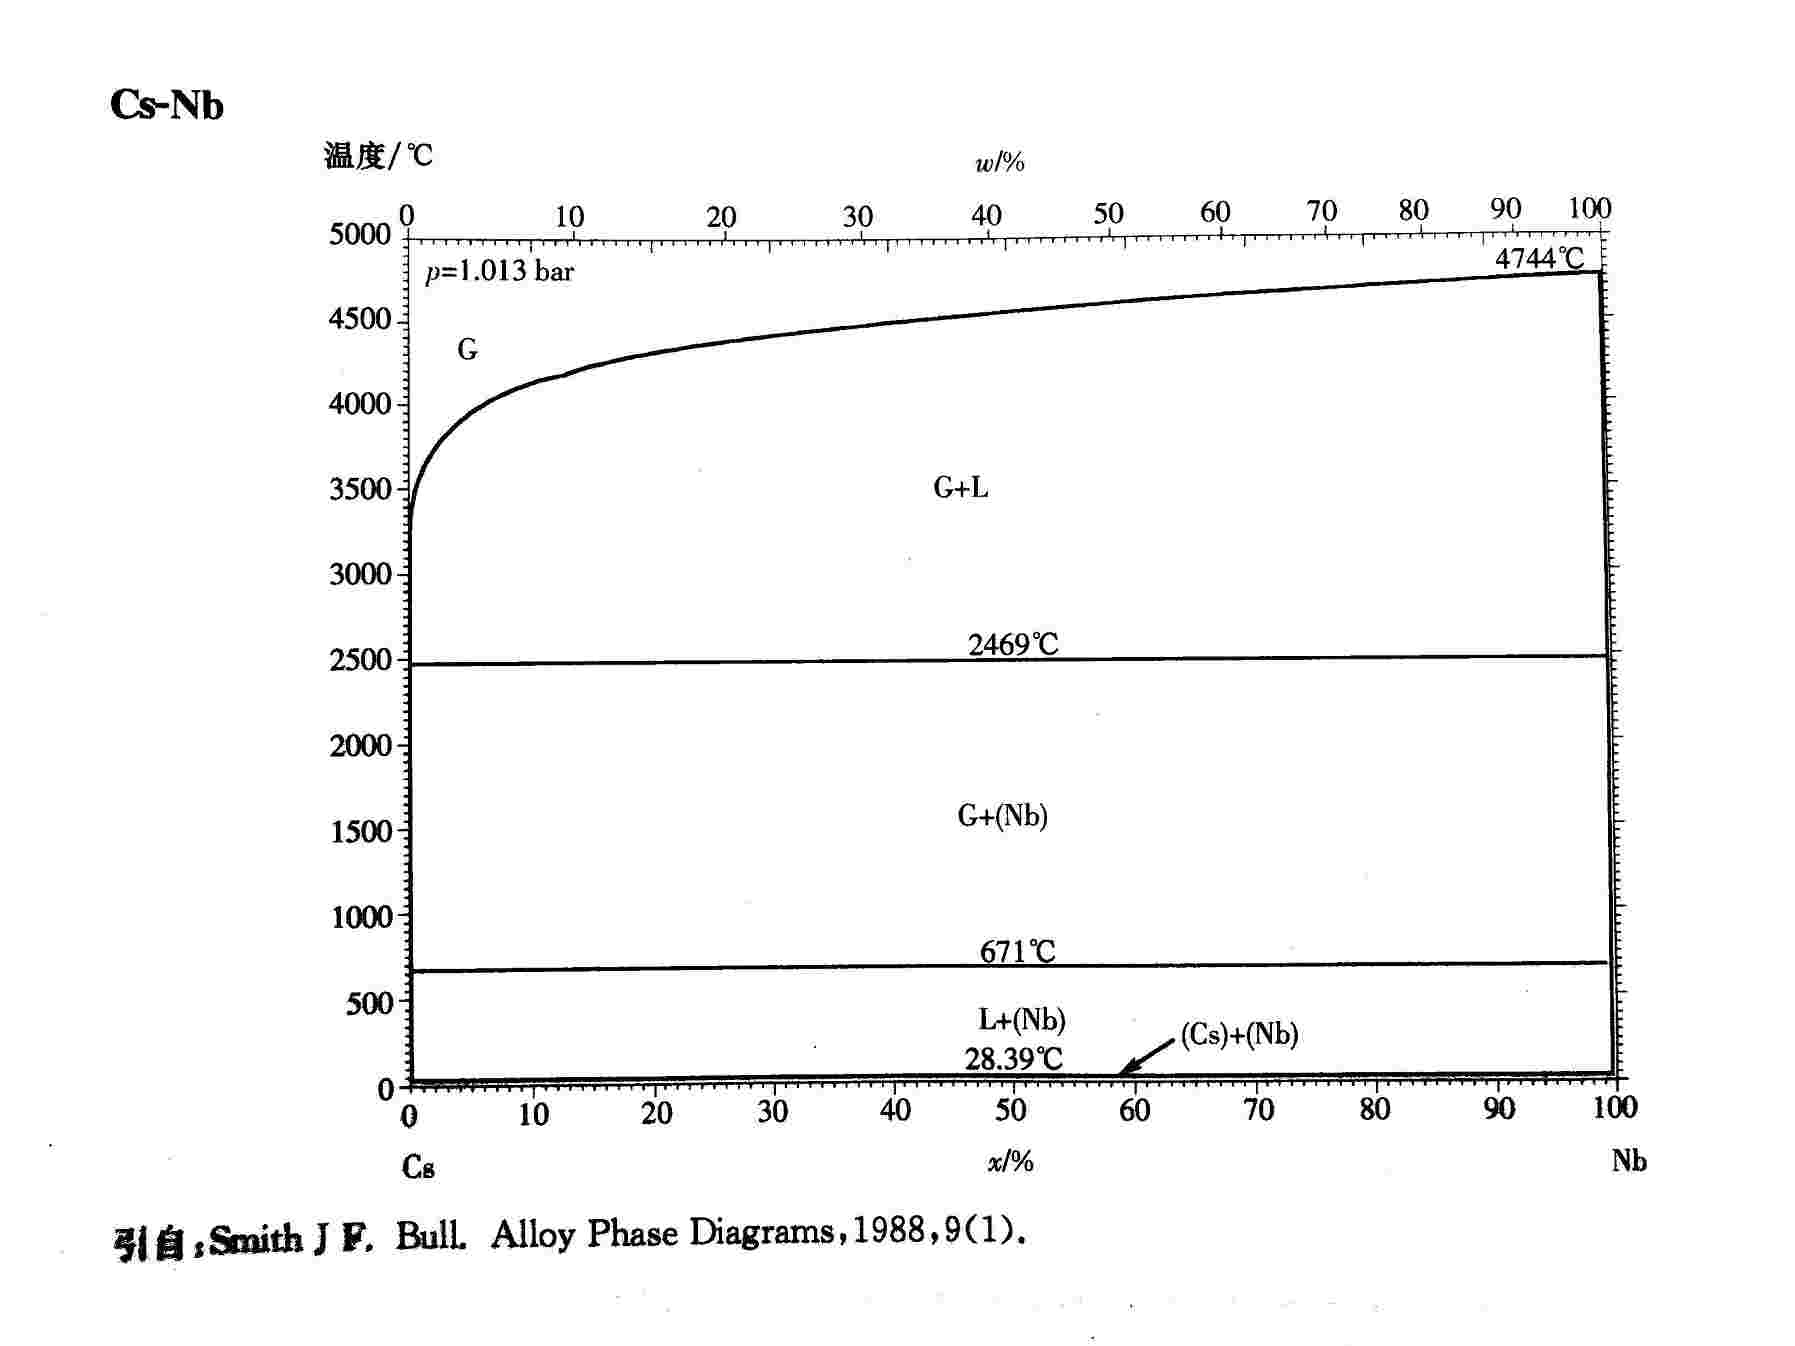 Cs-Nb
温度/℃
w/%
0 10 20 30 40 50 60 70 80 90 100
5000
4744℃
p=1.013 bar
4500
G
4000
3500
G+L
3000
2469℃
2500
2000
G+(Nb)
1500
1000
671℃
500
L+(Nb)
(Cs)+(Nb)
28.39℃
0
0 10 20 30 40 50 60 70 80 90 100
Cs x/% Nb
引自:Smith J F. Bull. Alloy Phase Diagrams,1988,9(1).